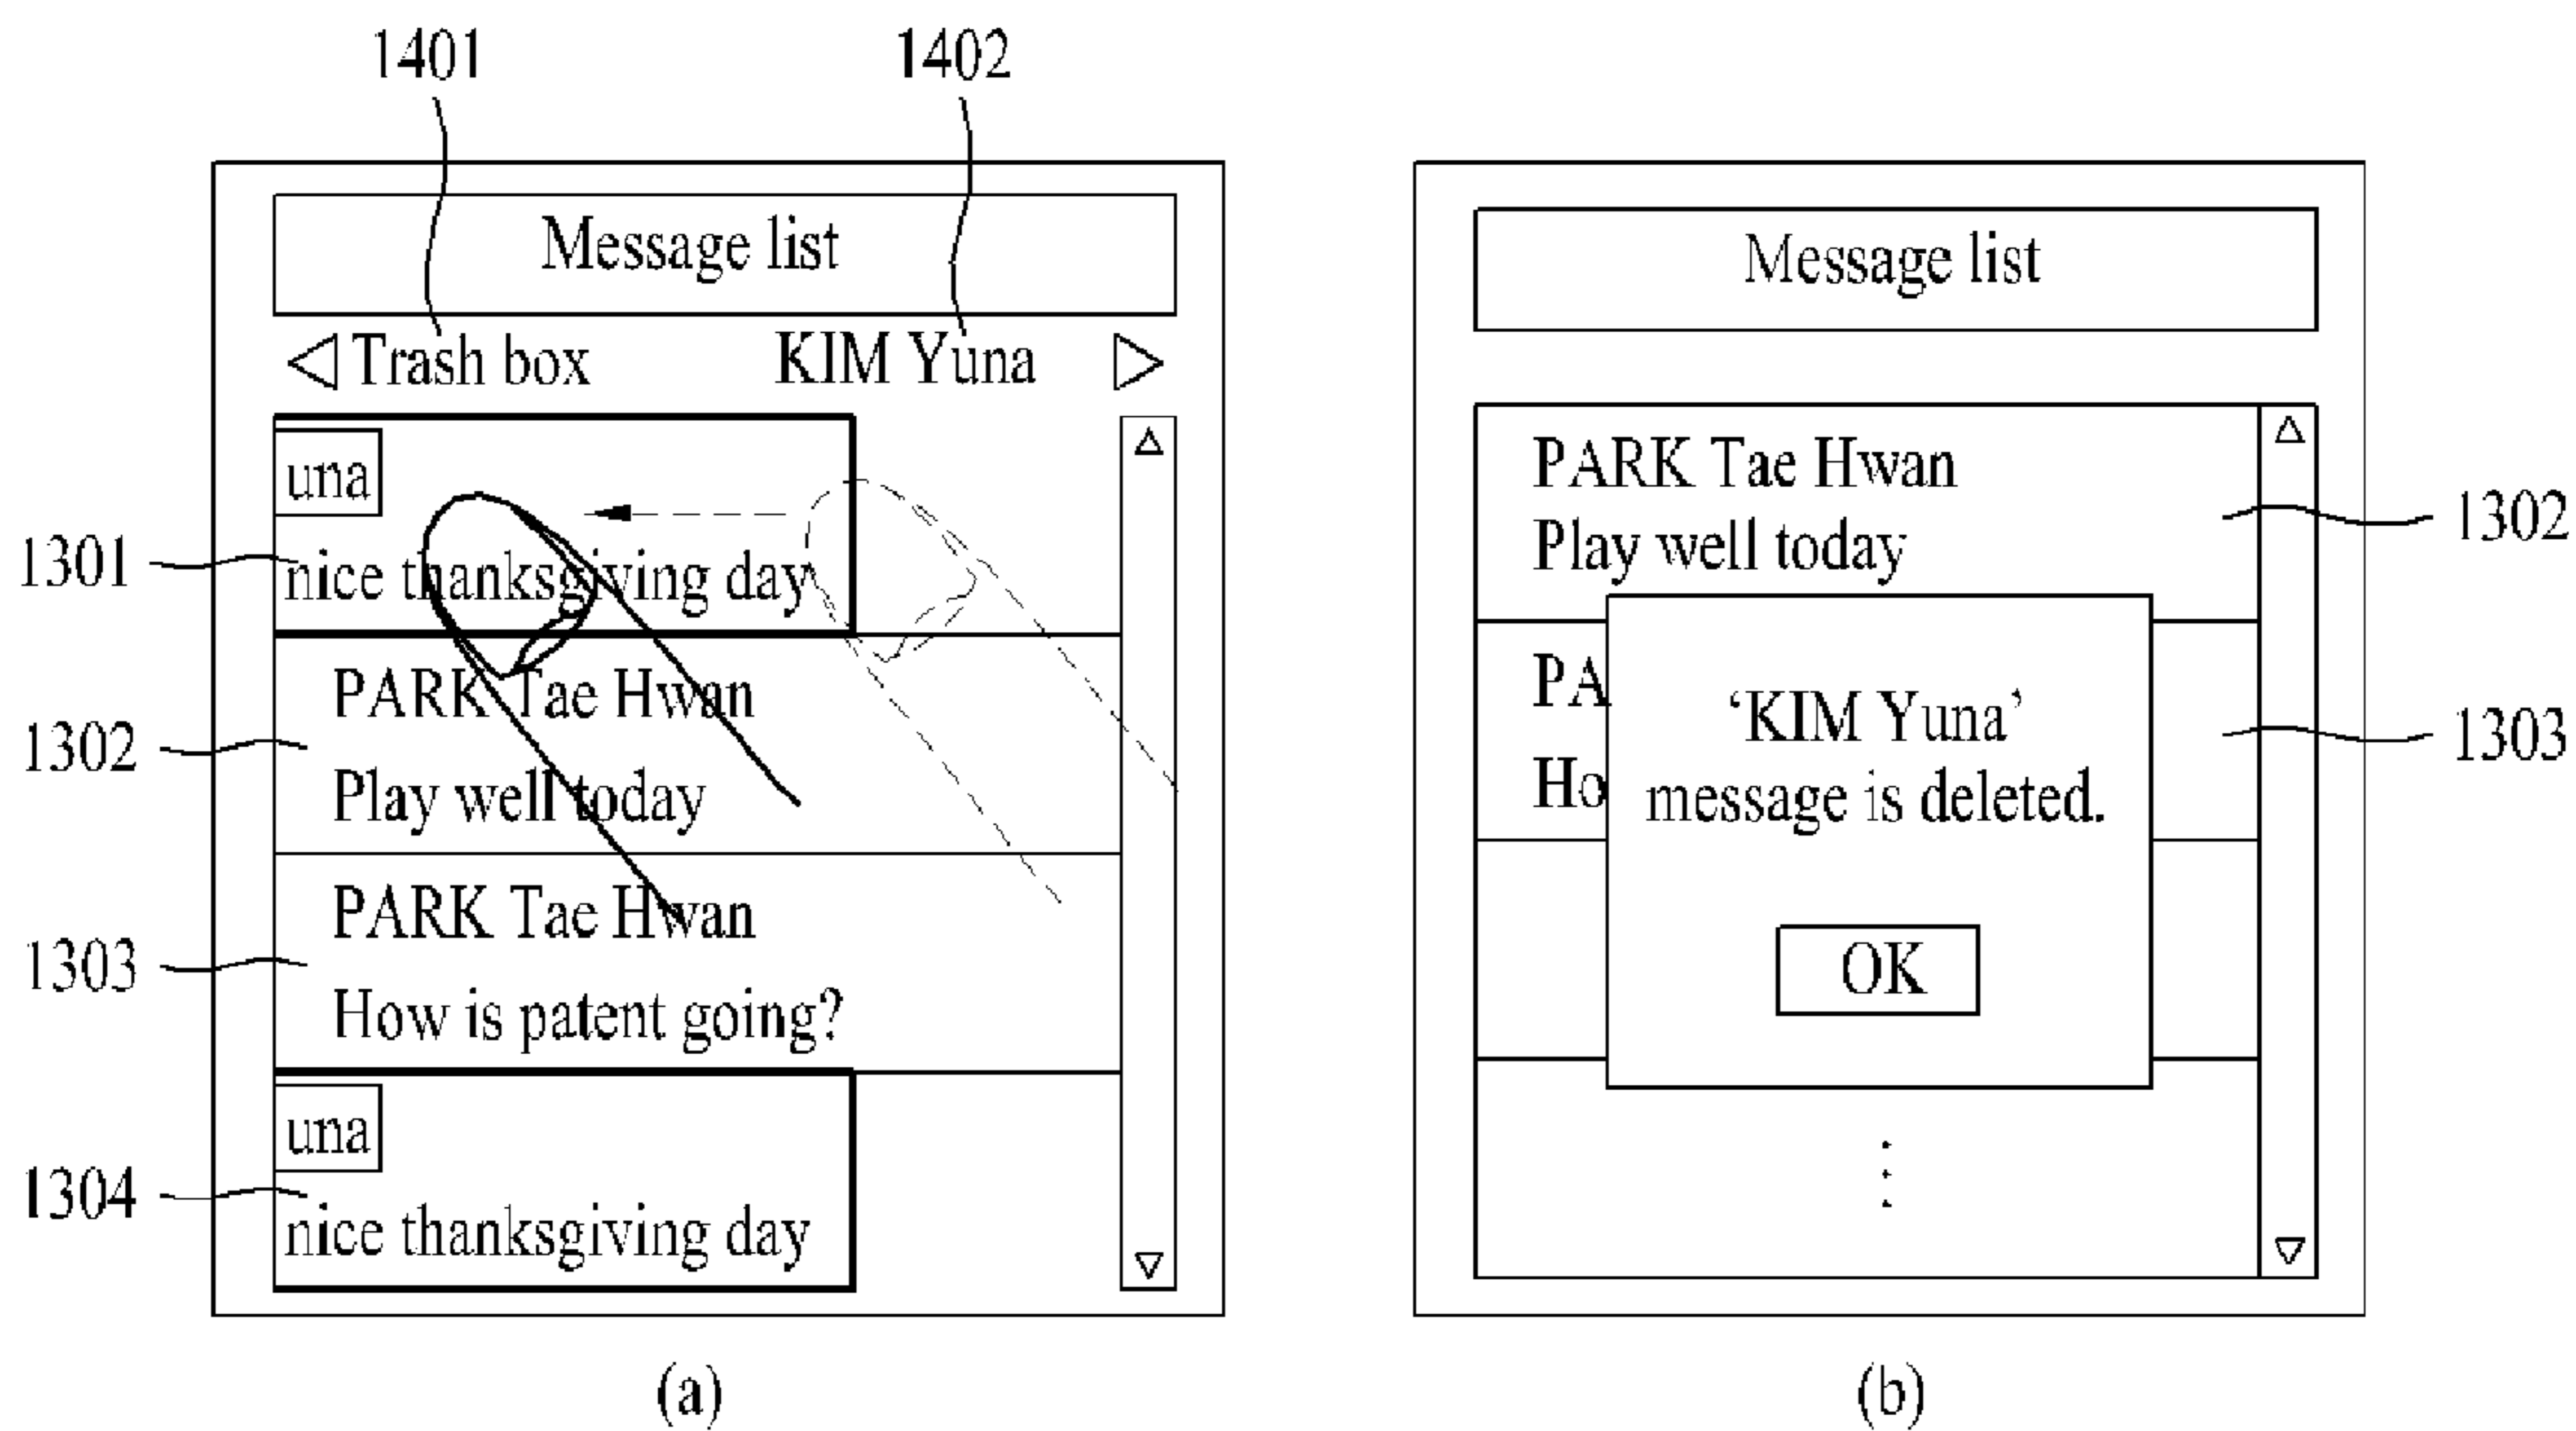 1401
1402
Message list
Trash box KIM Yuna
una
1301
nice thanksgiving day
PARK Tae Hwan
1302
Play well today
PARK Tae Hwan
1303
How is patent going?
una
1304
nice thanksgiving day
(a)
Message list
PARK Tae Hwan
1302
Play well today
PA
1303
Ho
‘KIM Yuna’
message is deleted.
OK
(b)